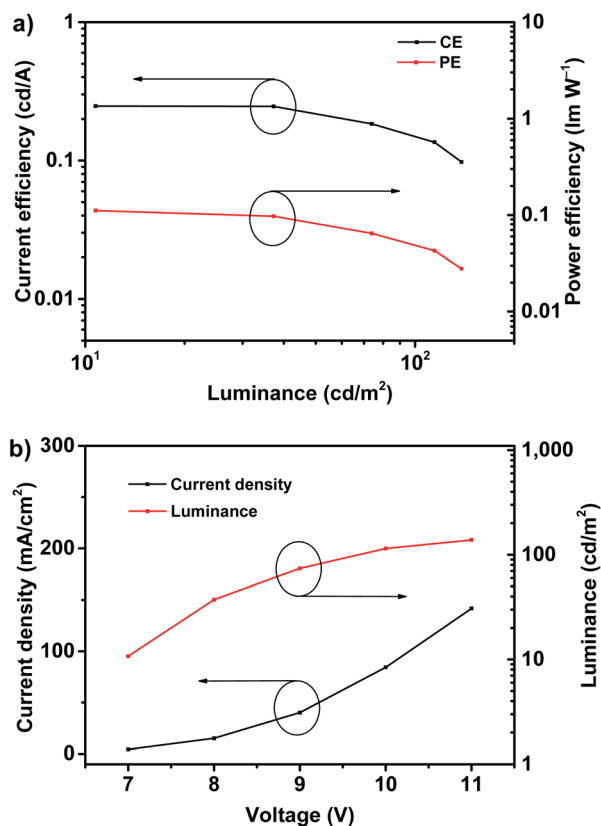 a)
Current efficiency (cd/A)
1
0.1
0.01
CE
PE
10
1
0.1
0.01
Power efficiency (lm W⁻¹)
10¹
10²
Luminance (cd/m²)
b)
Current density (mA/cm²)
300
200
100
0
Current density
Luminance
1,000
100
10
1
Luminance (cd/m²)
7 8 9 10 11
Voltage (V)